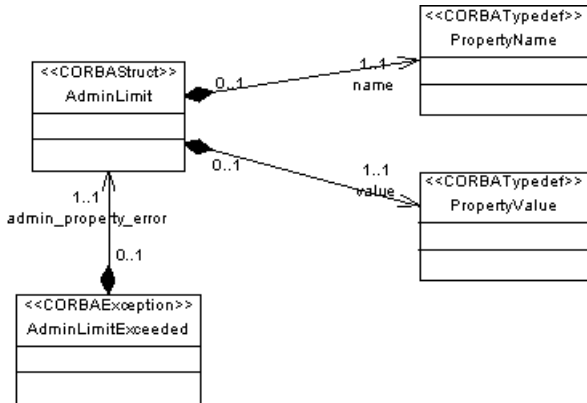 <<CORBATypedef>>
PropertyName
<<CORBAStruct>>
AdminLimit
0..1
1..1
name
0..1
1..1
value
<<CORBATypedef>>
PropertyValue
1..1
admin_property_error
0..1
<<CORBAException>>
AdminLimitExceeded